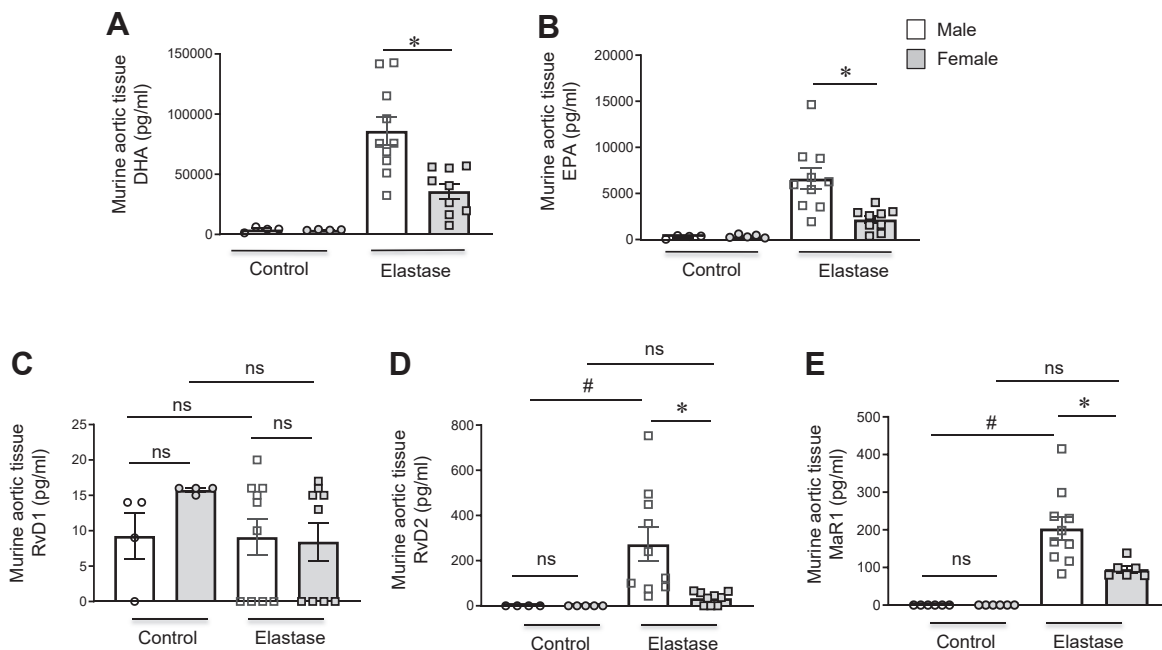 A
Murine aortic tissue
DHA (pg/ml)
150000
100000
50000
0
*
Control
Elastase
B
Murine aortic tissue
EPA (pg/ml)
20000
15000
10000
5000
0
*
Control
Elastase
Male
Female
C
Murine aortic tissue
RvD1 (pg/ml)
25
20
15
10
5
0
ns
ns
ns
ns
Control
Elastase
D
Murine aortic tissue
RvD2 (pg/ml)
800
600
400
200
0
ns
#
*
ns
Control
Elastase
E
Murine aortic tissue
MaR1 (pg/ml)
500
400
300
200
100
0
ns
#
*
ns
Control
Elastase